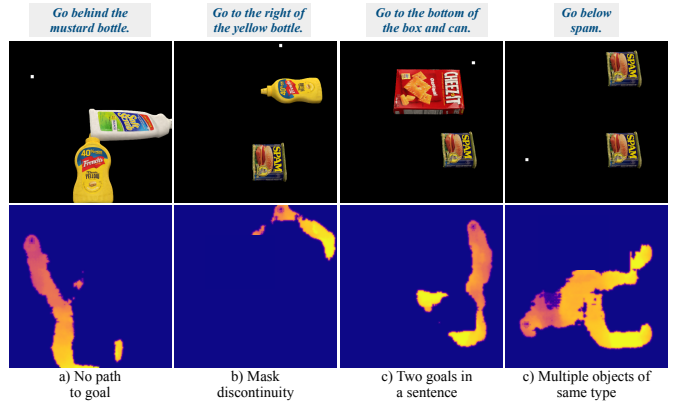 Go behind the
mustard bottle.
Go to the right of
the yellow bottle.
Go to the bottom of
the box and can.
Go below
spam.
40
French's
YELLOW
SPAM
CHEEZ-IT
SPAM
SPAM
SPAM
a) No path
to goal
b) Mask
discontinuity
c) Two goals in
a sentence
c) Multiple objects of
same type